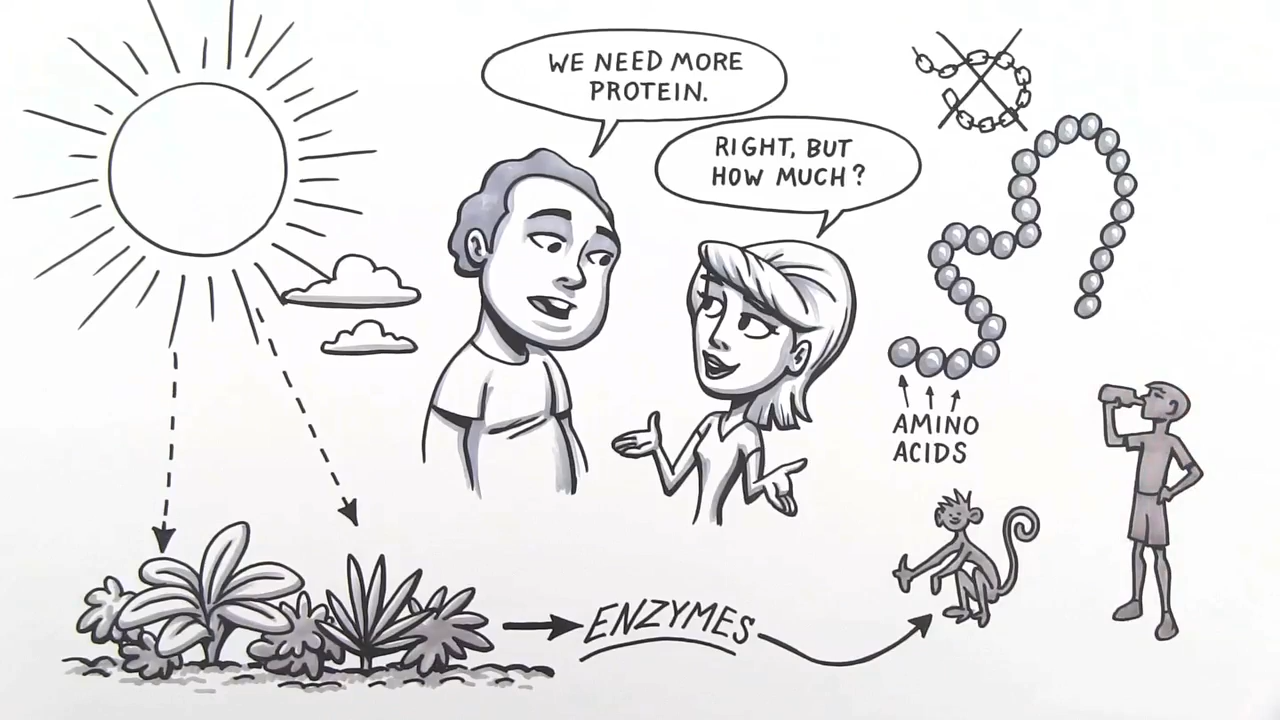 WE NEED MORE
PROTEIN.
RIGHT, BUT
HOW MUCH?
AMINO
ACIDS
ENZYMES